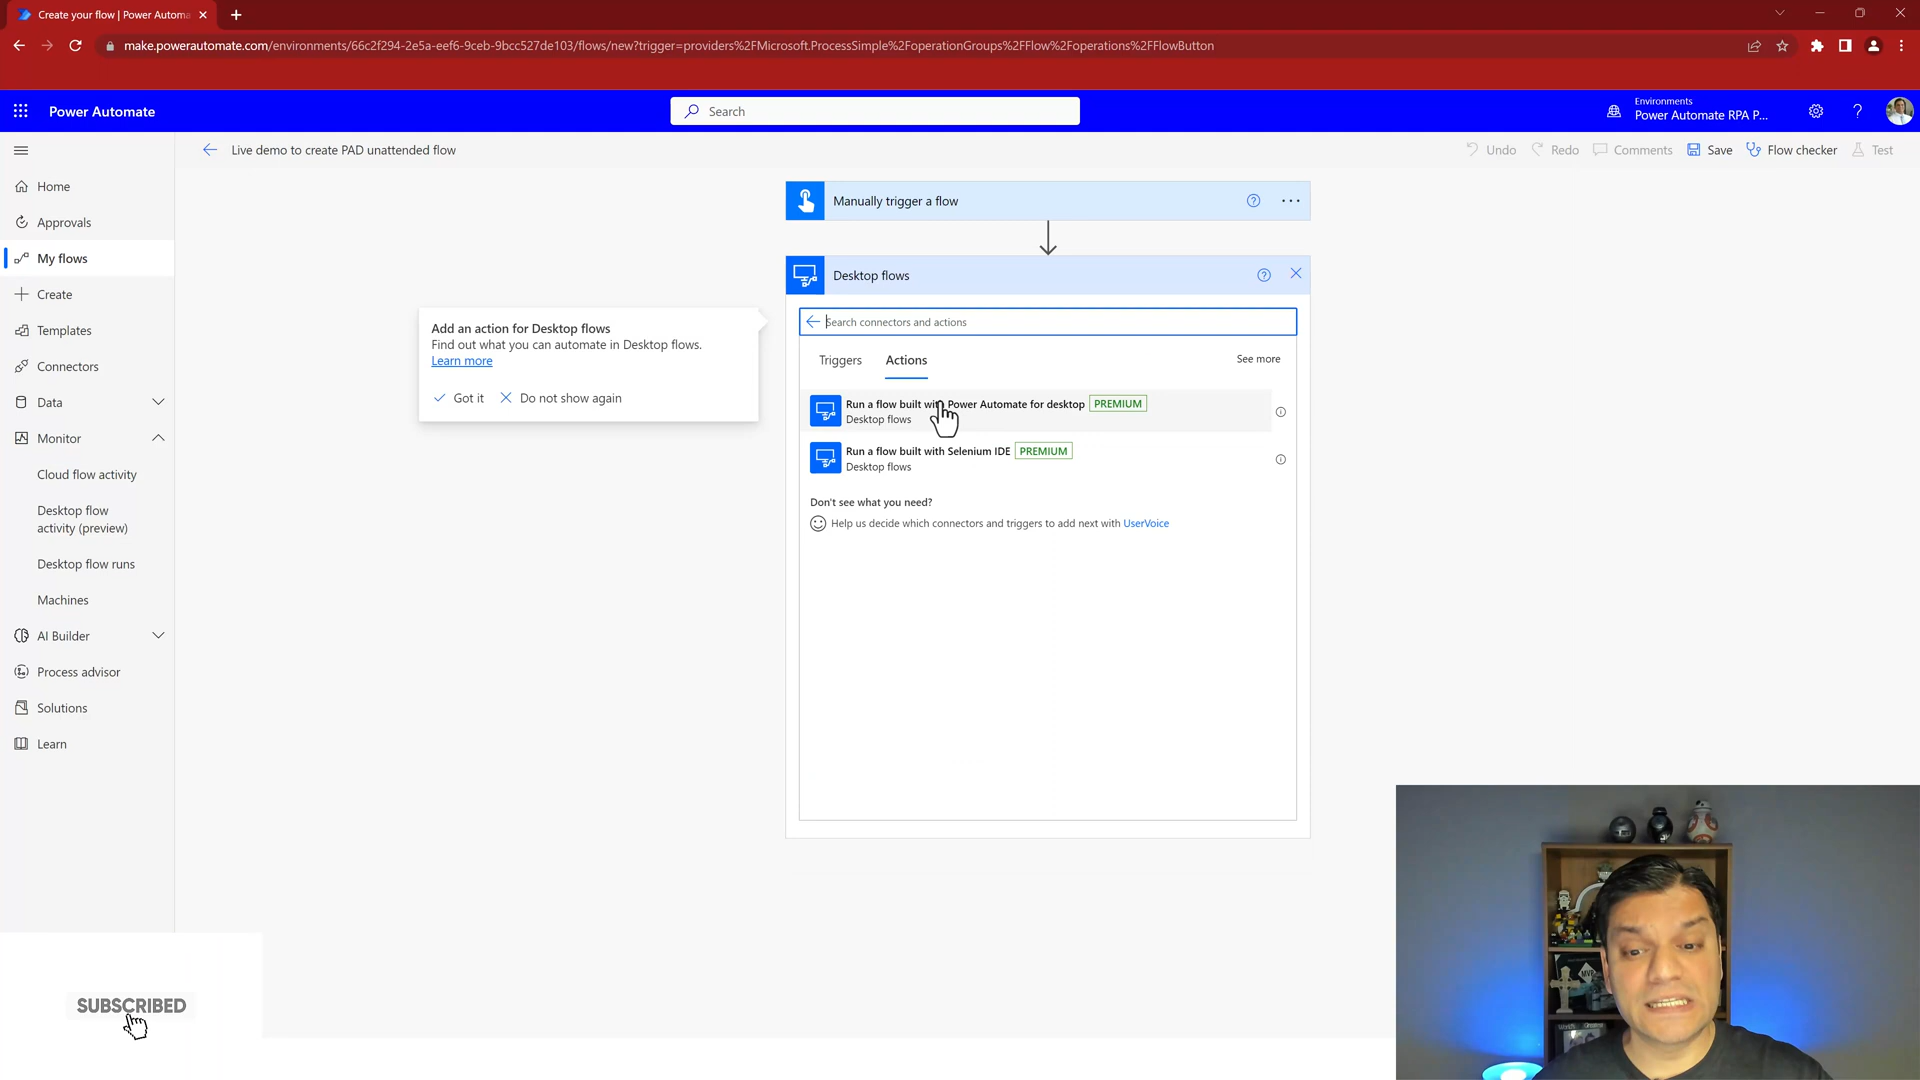 Create your flow | Power Automa
make.powerautomate.com/environments/66c2f294-2e5a-eef6-9ceb-9bcc527de103/flows/new?trigger=providers%2FMicrosoft.ProcessSimple%2FoperationGroups%2FFlow%2Foperations%2FFlowButton
Power Automate
Search
Environments
Power Automate RPA P...
Live demo to create PAD unattended flow
Undo
Redo
Comments
Save
Flow checker
Test
Home
Approvals
My flows
Create
Templates
Connectors
Data
Monitor
Cloud flow activity
Desktop flow
activity (preview)
Desktop flow runs
Machines
AI Builder
Process advisor
Solutions
Learn
Manually trigger a flow
Desktop flows
Add an action for Desktop flows
Find out what you can automate in Desktop flows.
Learn more
Got it
Do not show again
Search connectors and actions
Triggers
Actions
See more
Run a flow built with Power Automate for desktop PREMIUM
Desktop flows
Run a flow built with Selenium IDE PREMIUM
Desktop flows
Don't see what you need?
Help us decide which connectors and triggers to add next with UserVoice
SUBSCRIBED